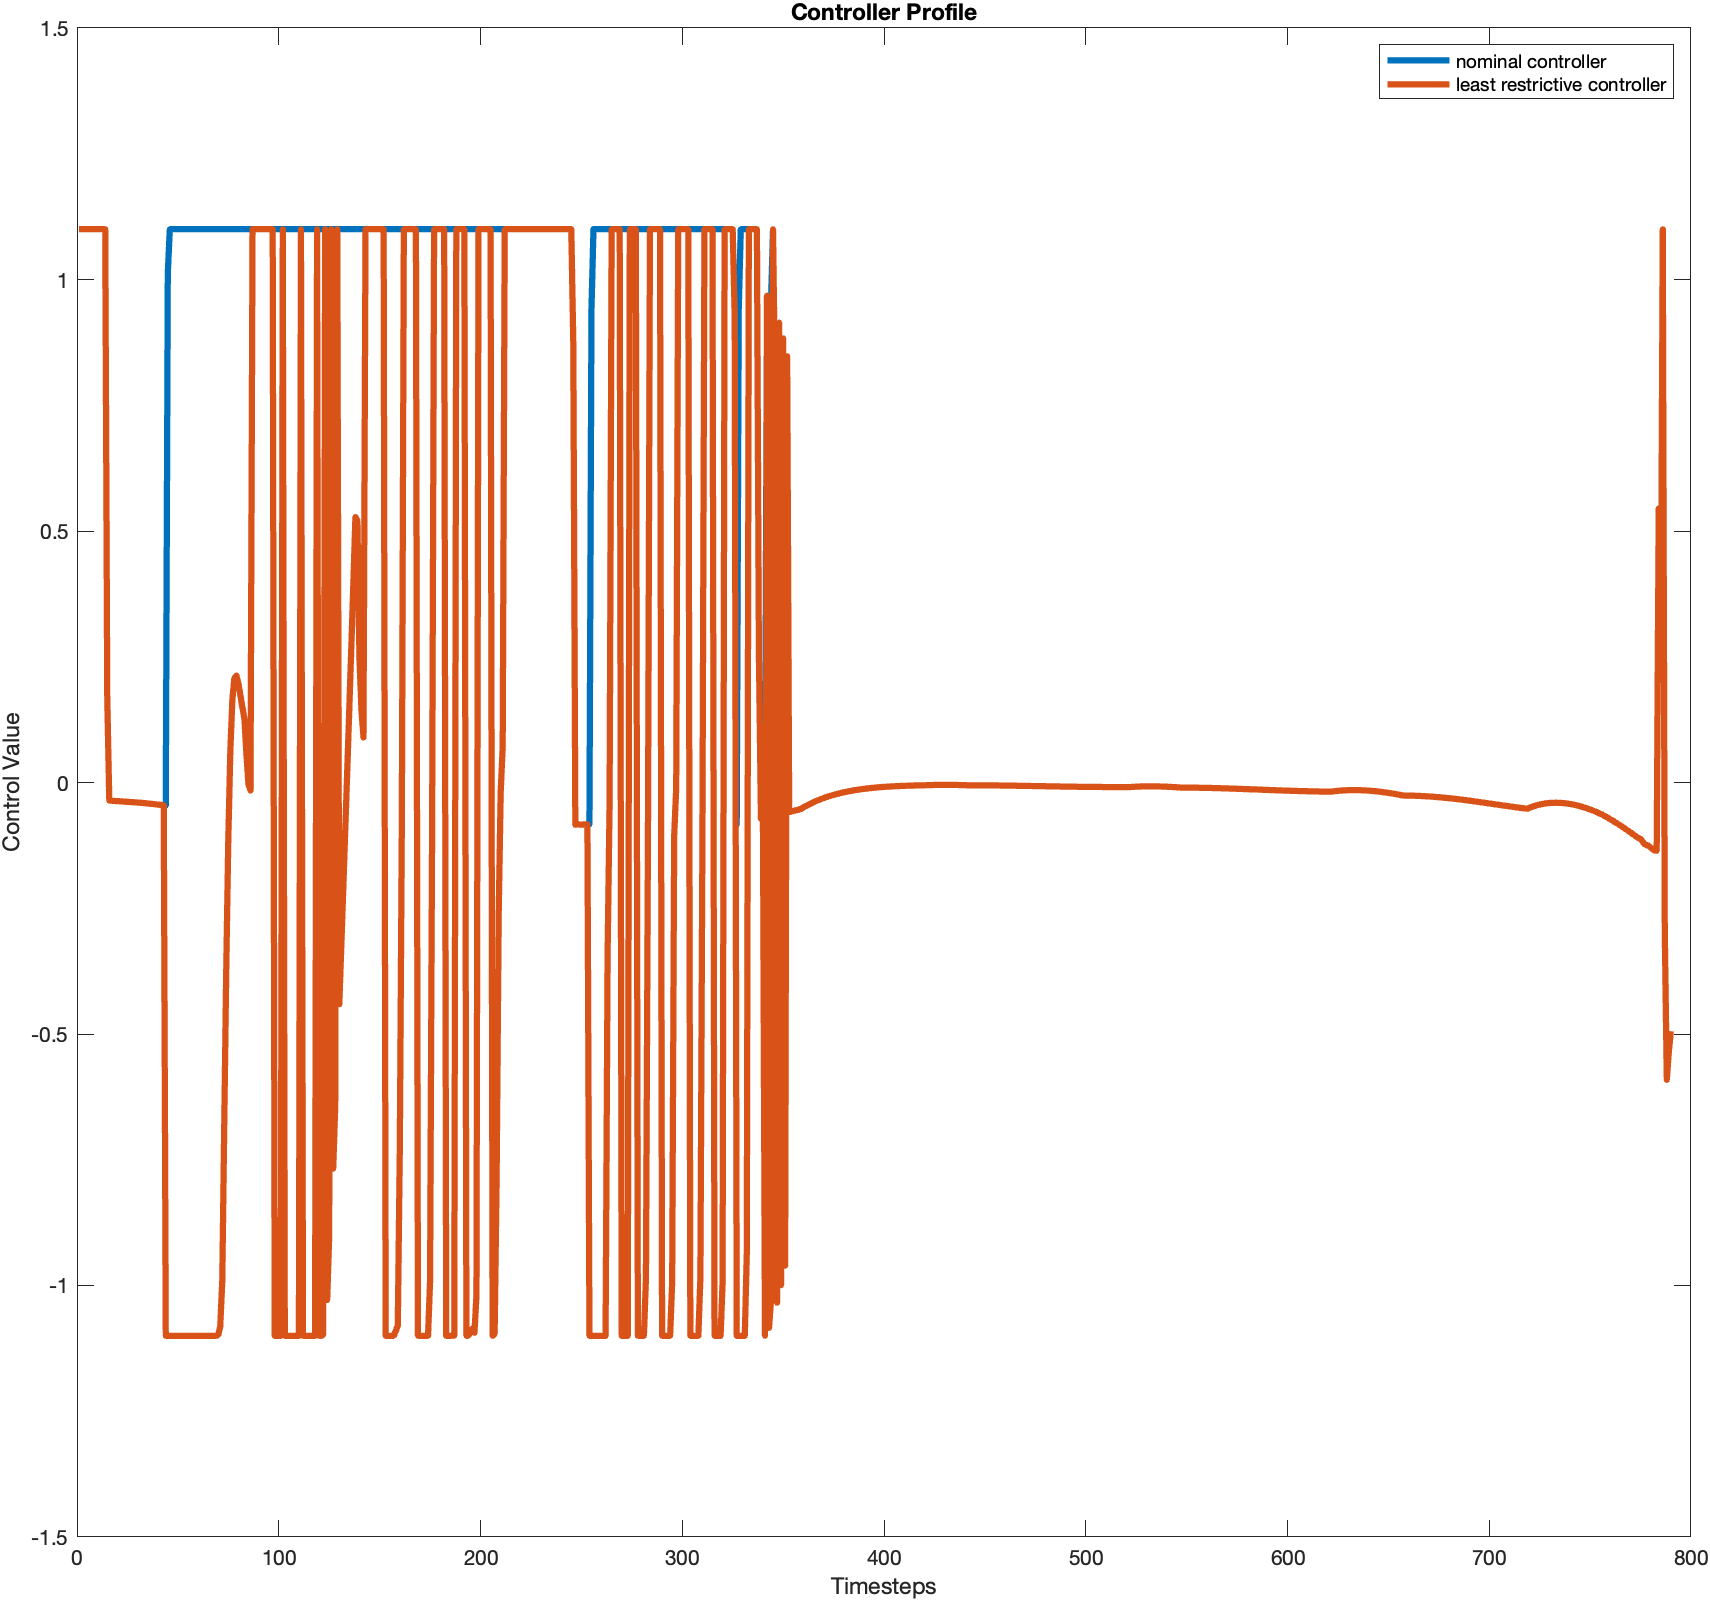 Controller Profile
nominal controller
least restrictive controller
1.5
1
0.5
0
-0.5
-1
-1.5
Control Value
0 100 200 300 400 500 600 700 800
Timesteps